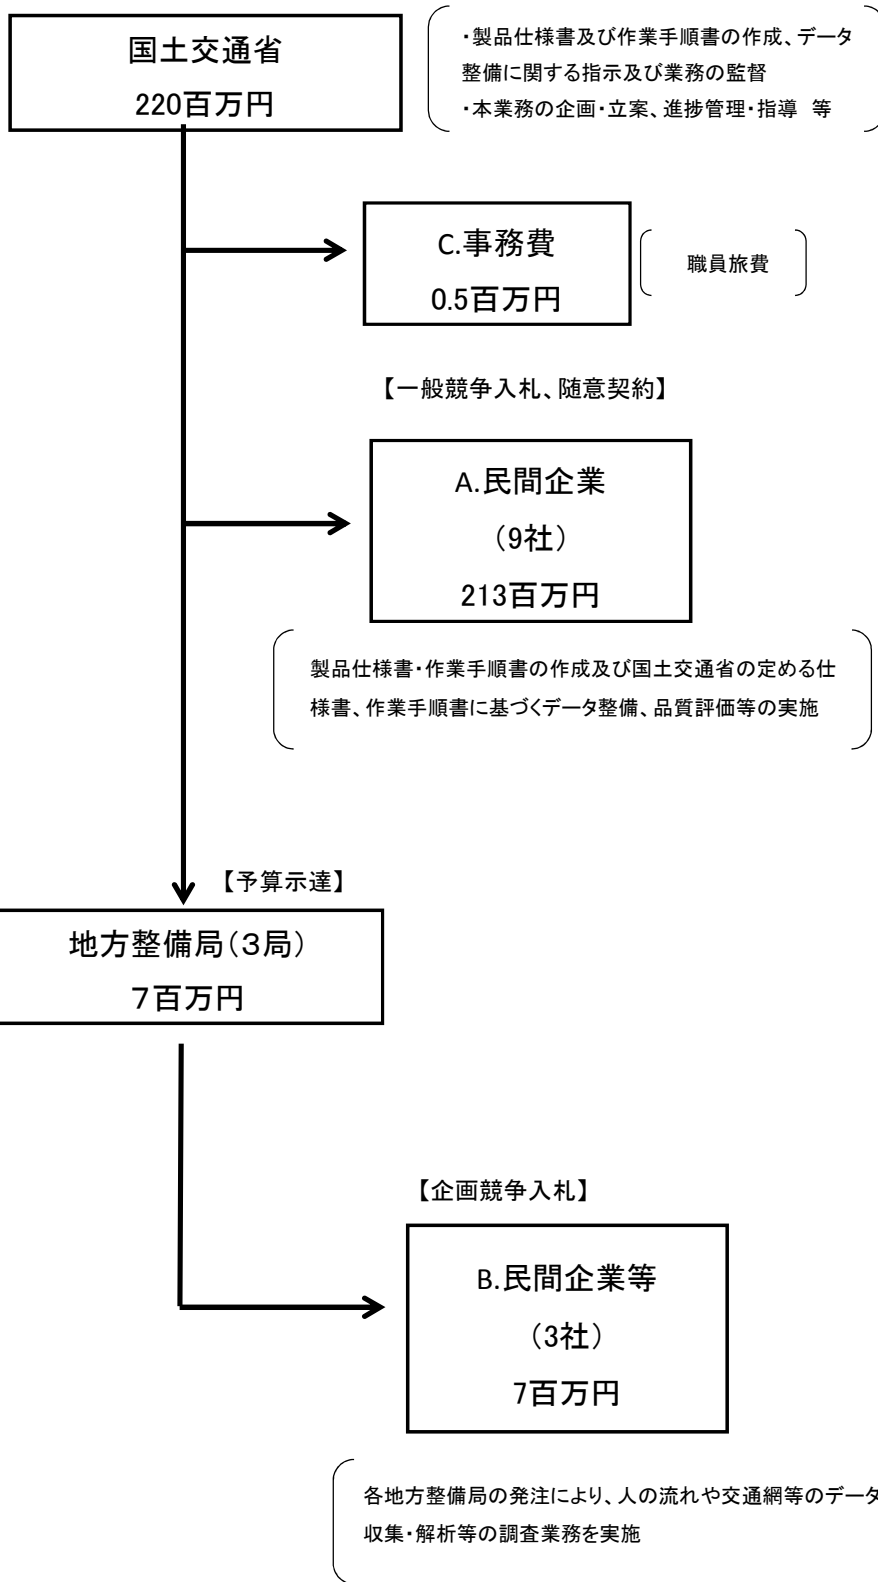 国土交通省
220百万円
・製品仕様書及び作業手順書の作成、データ
整備に関する指示及び業務の監督
・本業務の企画・立案、進捗管理・指導　等
C.事務費
0.5百万円
職員旅費
【一般競争入札、随意契約】
A.民間企業
（9社）
213百万円
製品仕様書・作業手順書の作成及び国土交通省の定める仕
様書、作業手順書に基づくデータ整備、品質評価等の実施
【予算示達】
地方整備局（３局）
７百万円
【企画競争入札】
B.民間企業等
（3社）
7百万円
各地方整備局の発注により、人の流れや交通網等のデータ
収集・解析等の調査業務を実施